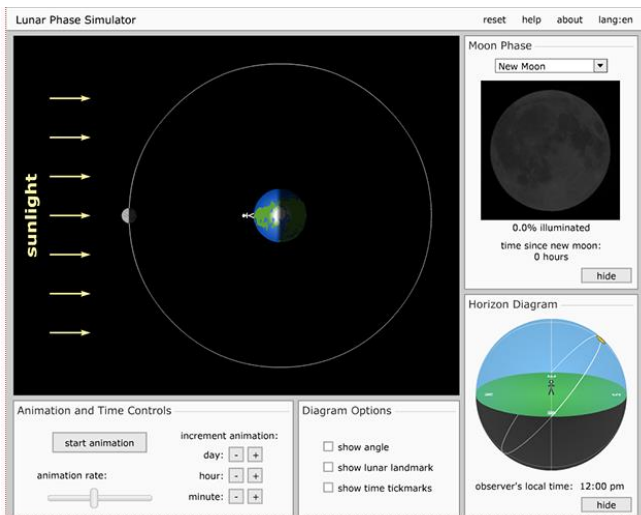 Lunar Phase Simulator
reset help about lang:en
sunlight
Moon Phase
New Moon
0.0% illuminated
time since new moon:
0 hours
hide
Horizon Diagram
observer's local time: 12:00 pm
hide
Animation and Time Controls
start animation
animation rate:
increment animation:
day: - +
hour: - +
minute: - +
Diagram Options
show angle
show lunar landmark
show time tickmarks